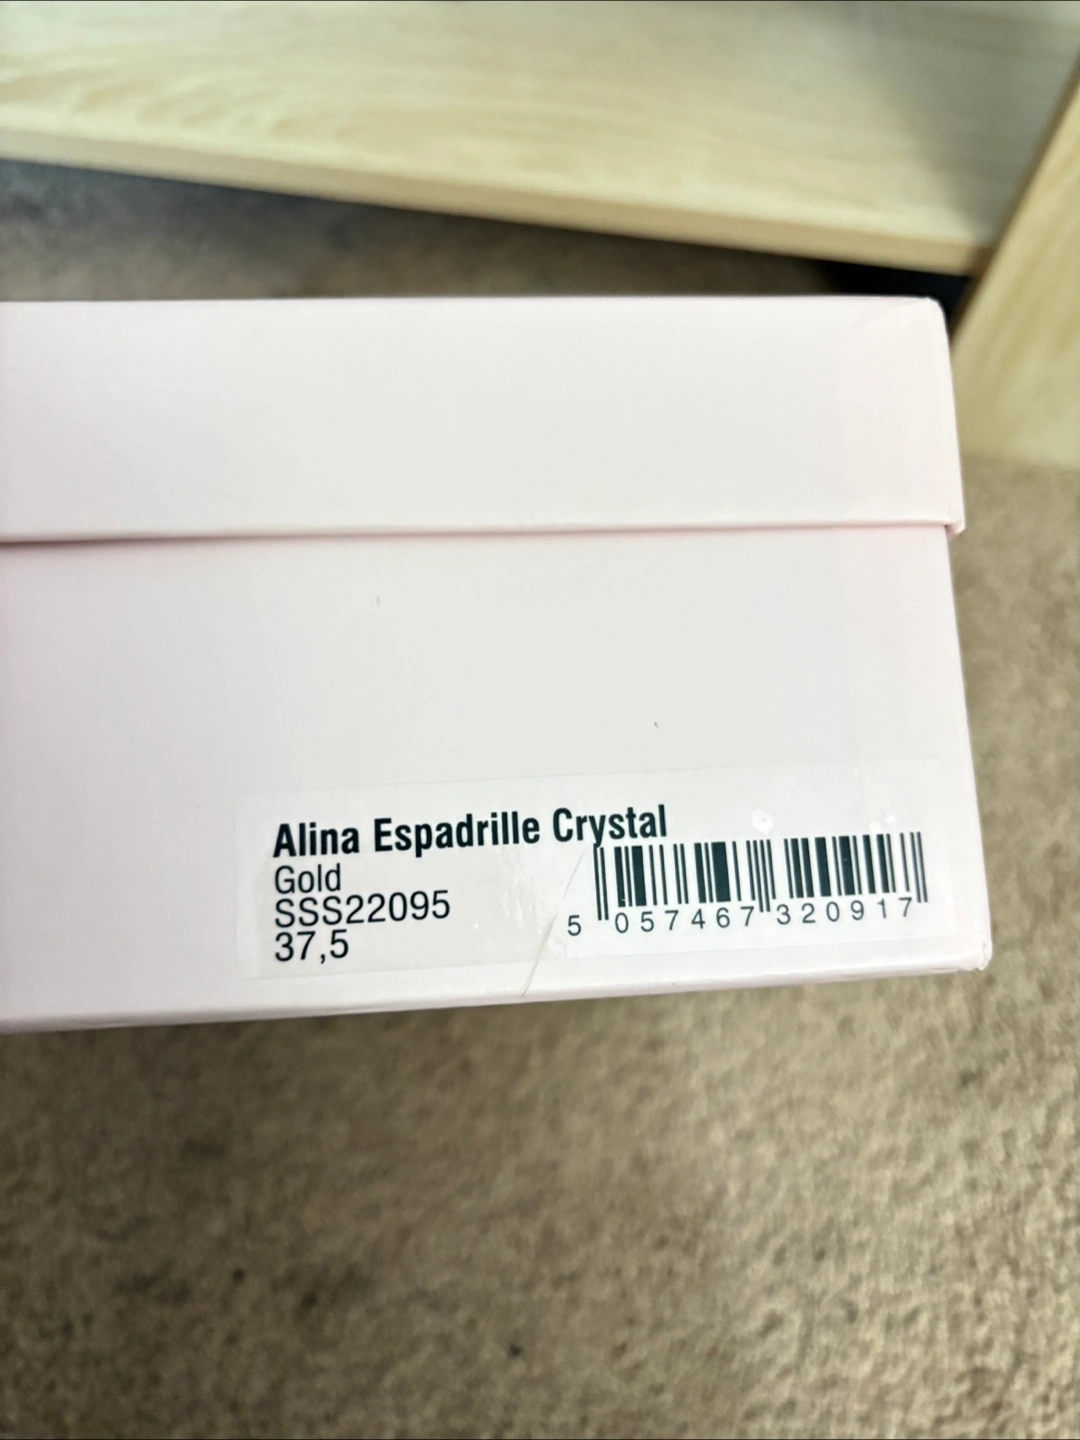 Alina Espadrille Crystal
Gold
SSS22095
37,5
5 057467 320917